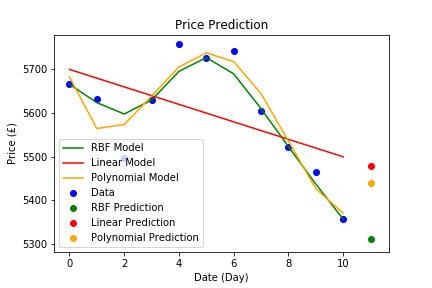 Price Prediction
Price (£)
5700
5600
5500
5400
5300
RBF Model
Linear Model
Polynomial Model
Data
RBF Prediction
Linear Prediction
Polynomial Prediction
0 2 4 6 8 10
Date (Day)